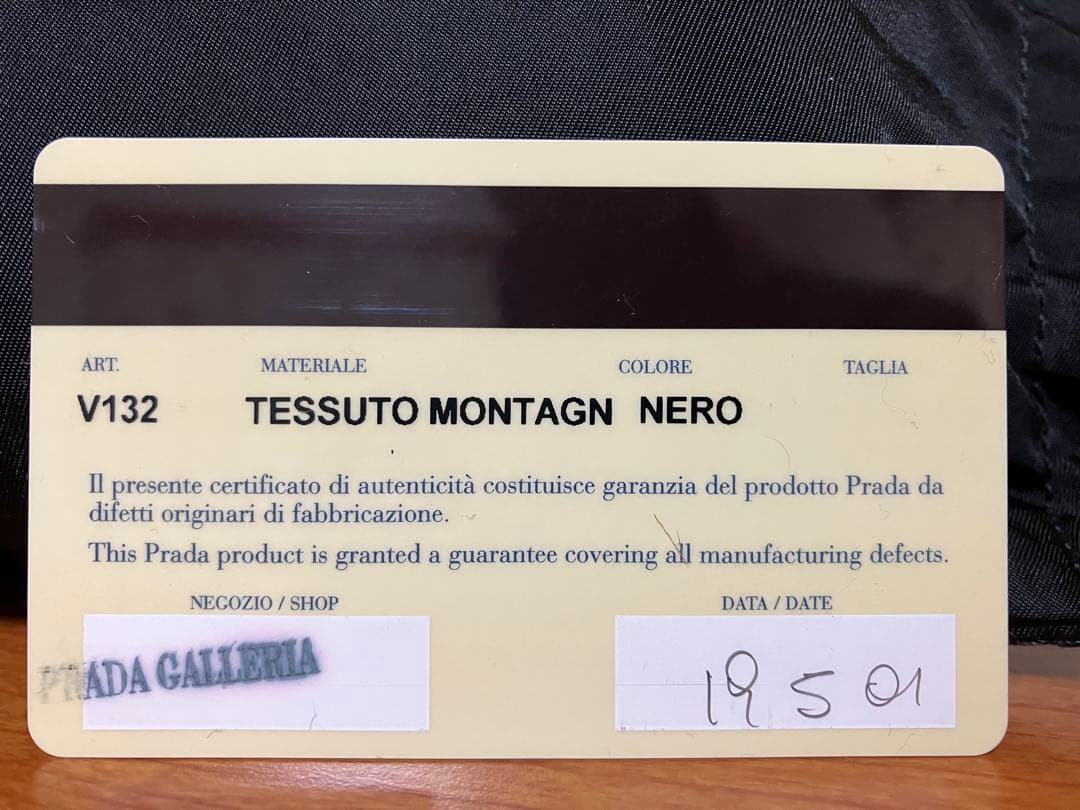 ART. MATERIALE COLORE TAGLIA
V132 TESSUTO MONTAGN NERO
Il presente certificato di autenticità costituisce garanzia del prodotto Prada da
difetti originari di fabbricazione.
This Prada product is granted a guarantee covering all manufacturing defects.
NEGOZIO / SHOP DATA / DATE
PRADA GALLERIA 19 5 01